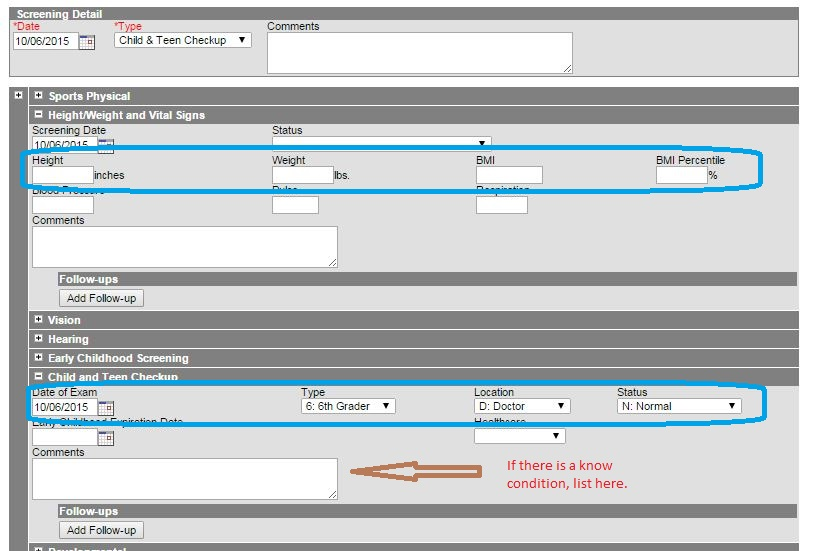 Screening Detail
*Date *Type Comments
10/06/2015 Child & Teen Checkup
Sports Physical
Height/Weight and Vital Signs
Screening Date Status
10/06/2015
Height Weight BMI BMI Percentile
inches lbs. %
Blood Pressure Pulse Respiration
Comments
Follow-ups
Add Follow-up
Vision
Hearing
Early Childhood Screening
Child and Teen Checkup
Date of Exam Type Location Status
10/06/2015 6: 6th Grader D: Doctor N: Normal
Early Childhood Expiration Date Healthcare
Comments
If there is a know
condition, list here.
Follow-ups
Add Follow-up
Developmental